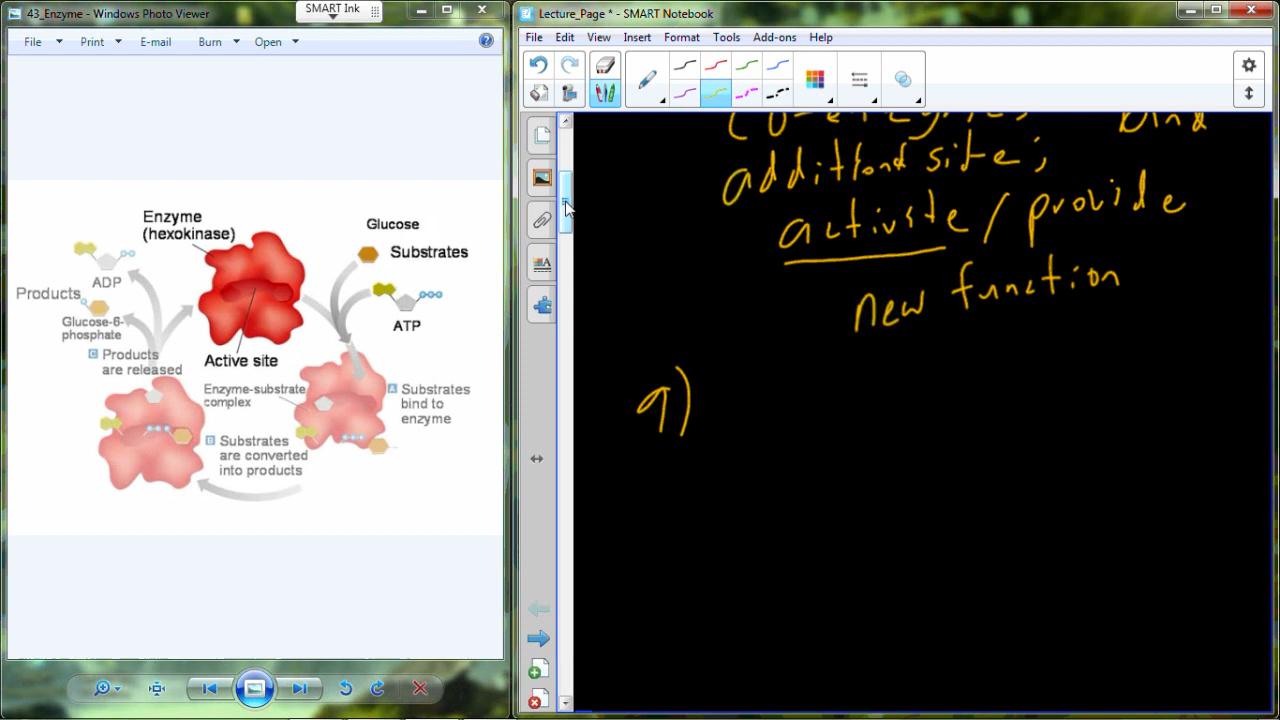 43_Enzyme - Windows Photo Viewer
SMART Ink
File Print E-mail Burn Open
Enzyme
(hexokinase)
Glucose
Substrates
ADP
Products
ATP
Glucose-6-
phosphate
Active site
C Products
are released
Enzyme-substrate
complex
A Substrates
bind to
enzyme
B Substrates
are converted
into products
Lecture_Page * - SMART Notebook
File Edit View Insert Format Tools Add-ons Help
Co-enzymes bind
additional site;
activate / provide
new function
9)